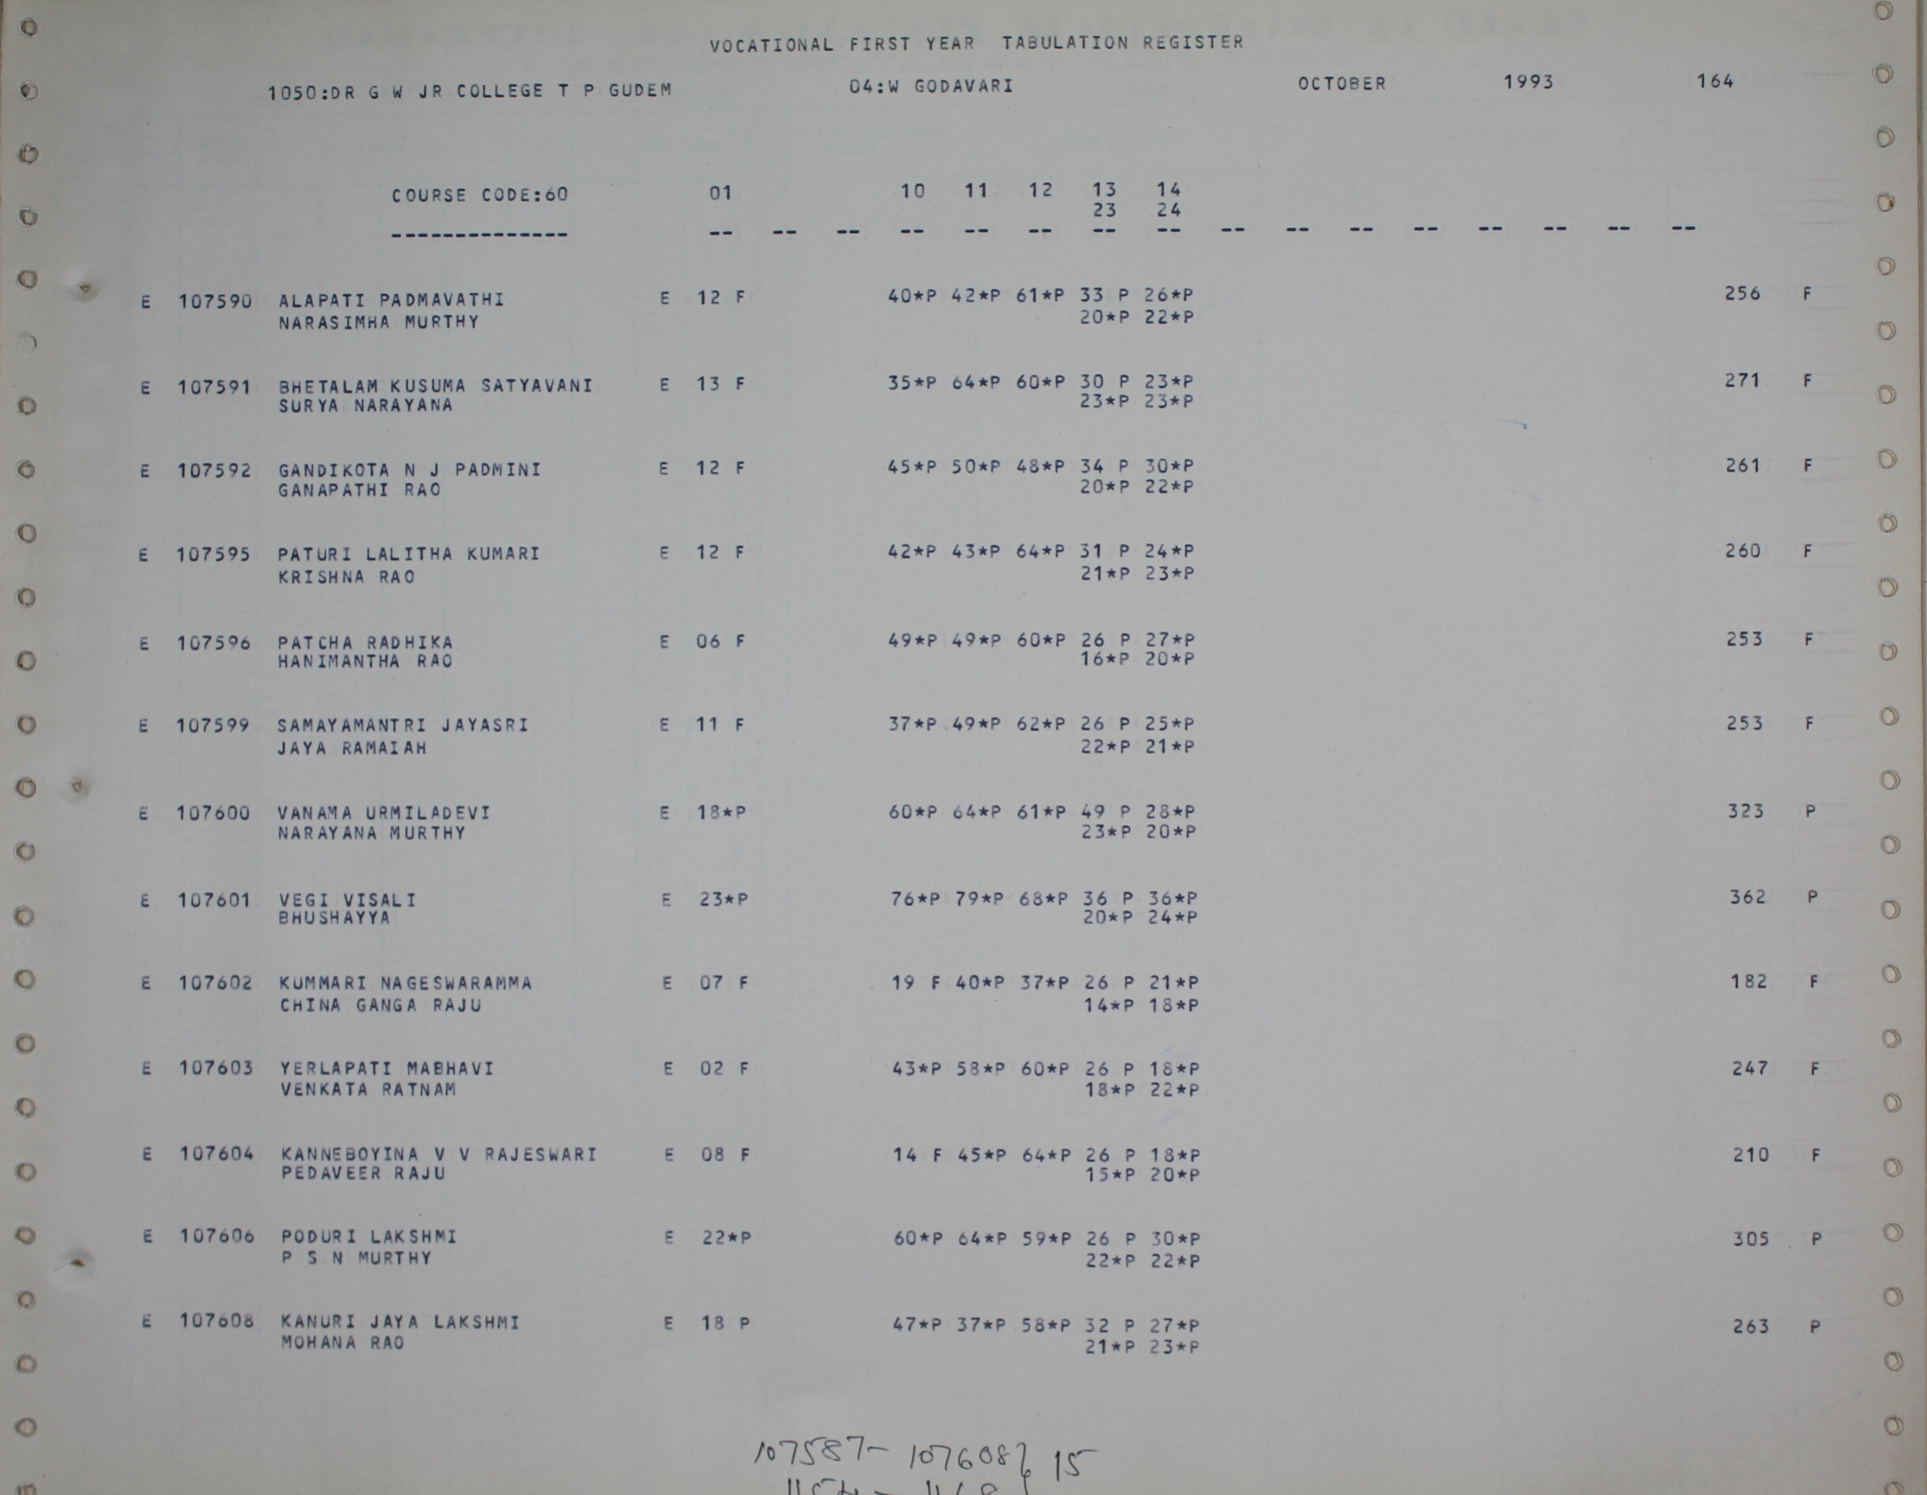 VOCATIONAL FIRST YEAR TABULATION REGISTER
1050:DR G W JR COLLEGE T P GUDEM 04:W GODAVARI OCTOBER 1993 164
COURSE CODE:60 01 10 11 12 13 14
23 24
-------------- -- -- -- -- -- -- -- -- -- -- -- -- -- -- -- --
E 107590 ALAPATI PADMAVATHI E 12 F 40*P 42*P 61*P 33 P 26*P 256 F
NARASIMHA MURTHY 20*P 22*P
E 107591 BHETALAM KUSUMA SATYAVANI E 13 F 35*P 64*P 60*P 30 P 23*P 271 F
SURYA NARAYANA 23*P 23*P
E 107592 GANDIKOTA N J PADMINI E 12 F 45*P 50*P 48*P 34 P 30*P 261 F
GANAPATHI RAO 20*P 22*P
E 107595 PATURI LALITHA KUMARI E 12 F 42*P 43*P 64*P 31 P 24*P 260 F
KRISHNA RAO 21*P 23*P
E 107596 PATCHA RADHIKA E 06 F 49*P 49*P 60*P 26 P 27*P 253 F
HANIMANTHA RAO 16*P 20*P
E 107599 SAMAYAMANTRI JAYASRI E 11 F 37*P 49*P 62*P 26 P 25*P 253 F
JAYA RAMAIAH 22*P 21*P
E 107600 VANAMA URMILADEVI E 18*P 60*P 64*P 61*P 49 P 28*P 323 P
NARAYANA MURTHY 23*P 20*P
E 107601 VEGI VISALI E 23*P 76*P 79*P 68*P 36 P 36*P 362 P
BHUSHAYYA 20*P 24*P
E 107602 KUMMARI NAGESWARAMMA E 07 F 19 F 40*P 37*P 26 P 21*P 182 F
CHINA GANGA RAJU 14*P 18*P
E 107603 YERLAPATI MABHAVI E 02 F 43*P 58*P 60*P 26 P 18*P 247 F
VENKATA RATNAM 18*P 22*P
E 107604 KANNEBOYINA V V RAJESWARI E 08 F 14 F 45*P 64*P 26 P 18*P 210 F
PEDAVEER RAJU 15*P 20*P
E 107606 PODURI LAKSHMI E 22*P 60*P 64*P 59*P 26 P 30*P 305 P
P S N MURTHY 22*P 22*P
E 107608 KANURI JAYA LAKSHMI E 18 P 47*P 37*P 58*P 32 P 27*P 263 P
MOHANA RAO 21*P 23*P
107587- 107608} 15